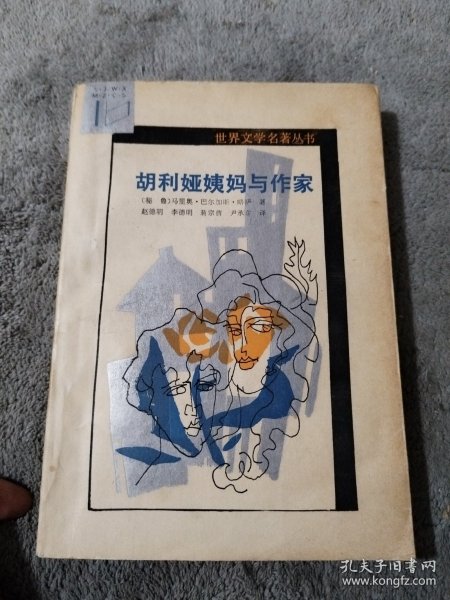 S·J·W·X
M·Z·C·S
世界文学名著丛书
胡利娅姨妈与作家
(秘 鲁)马里奥·巴尔加斯·略萨 著
赵德明 李德明 蒋宗曹 尹承东 译
孔夫子旧书网
www.kongfz.com